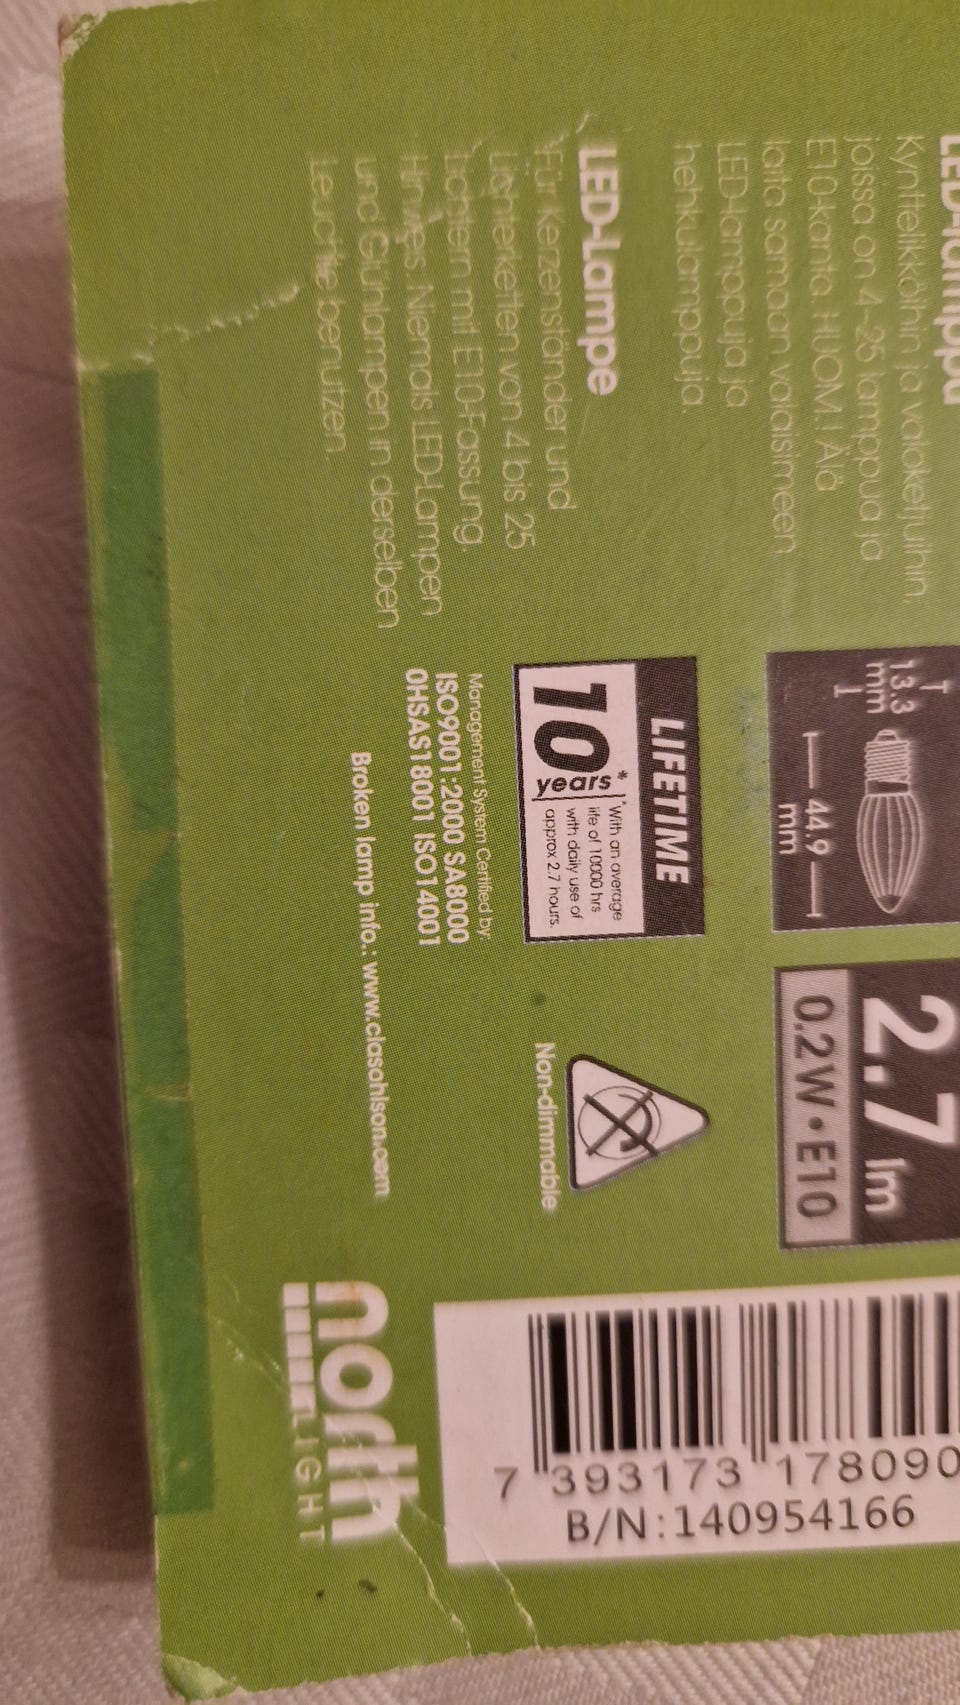 LED-lamppu
Kynttelikköihin ja valoketjuihin,
joissa on 4–25 lamppua ja
E10-kanta. HUOM.! Älä
laita samaan valaisimeen
LED-lamppuja ja
hehkulamppuja.
LED-Lampe
Für Kerzenständer und
Lichterketten von 4 bis 25
Lichtern mit E10-Fassung.
Hinweis: Niemals LED-Lampen
und Glühlampen in derselben
Leuchte benutzen.
13.3
mm
44.9
mm
LIFETIME
10
years*
*With an average
life of 10000 hrs
with daily use of
approx 2.7 hours.
Management System Certified by:
ISO9001:2000 SA8000
OHSAS18001 ISO14001
Broken lamp info.: www.clasohlson.com
2.7 lm
0.2W•E10
Non-dimmable
7 393173 178090
B/N:140954166
north
LIGHT